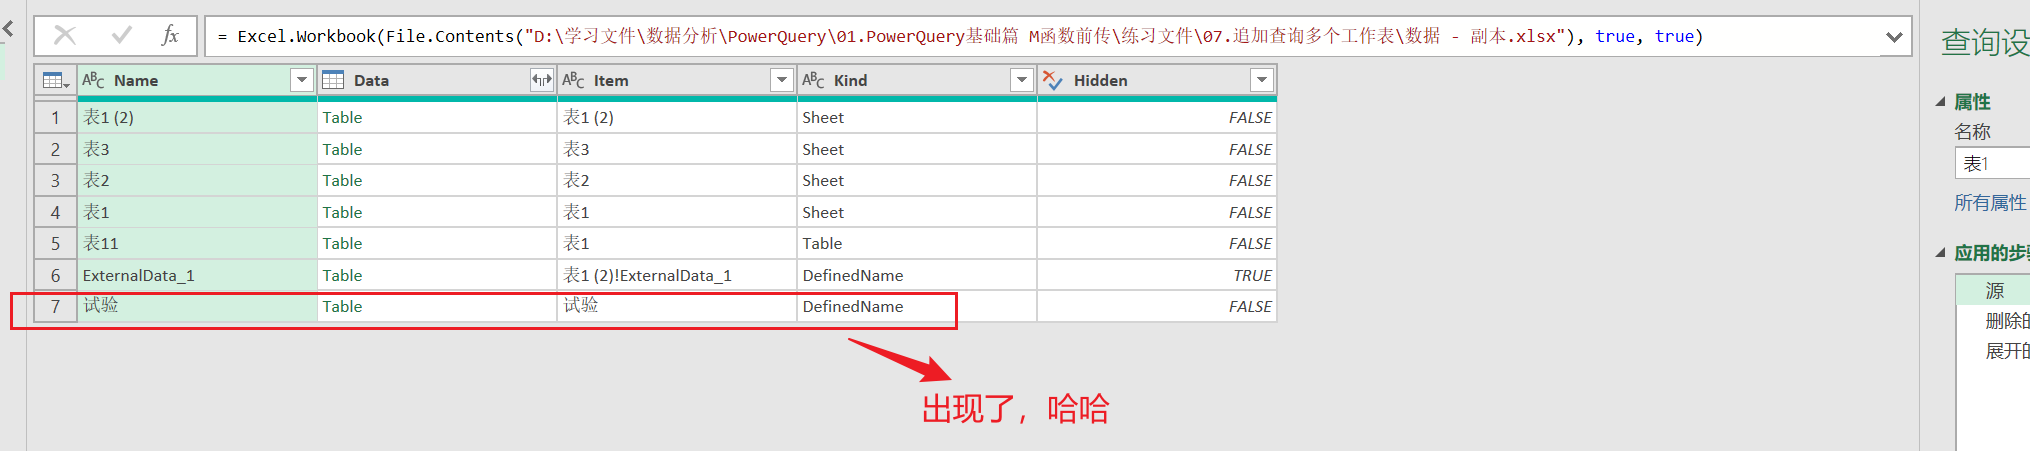 = Excel.Workbook(File.Contents("D:\学习文件\数据分析\PowerQuery\01.PowerQuery基础篇 M函数前传\练习文件\07.追加查询多个工作表\数据 - 副本.xlsx"), true, true)
查询设
Name Data Item Kind Hidden
1 表1 (2) Table 表1 (2) Sheet FALSE
2 表3 Table 表3 Sheet FALSE
3 表2 Table 表2 Sheet FALSE
4 表1 Table 表1 Sheet FALSE
5 表11 Table 表1 Table FALSE
6 ExternalData_1 Table 表1 (2)!ExternalData_1 DefinedName TRUE
7 试验 Table 试验 DefinedName FALSE
出现了，哈哈
属性
名称
表1
所有属性
应用的步骤
源
删除的
展开的